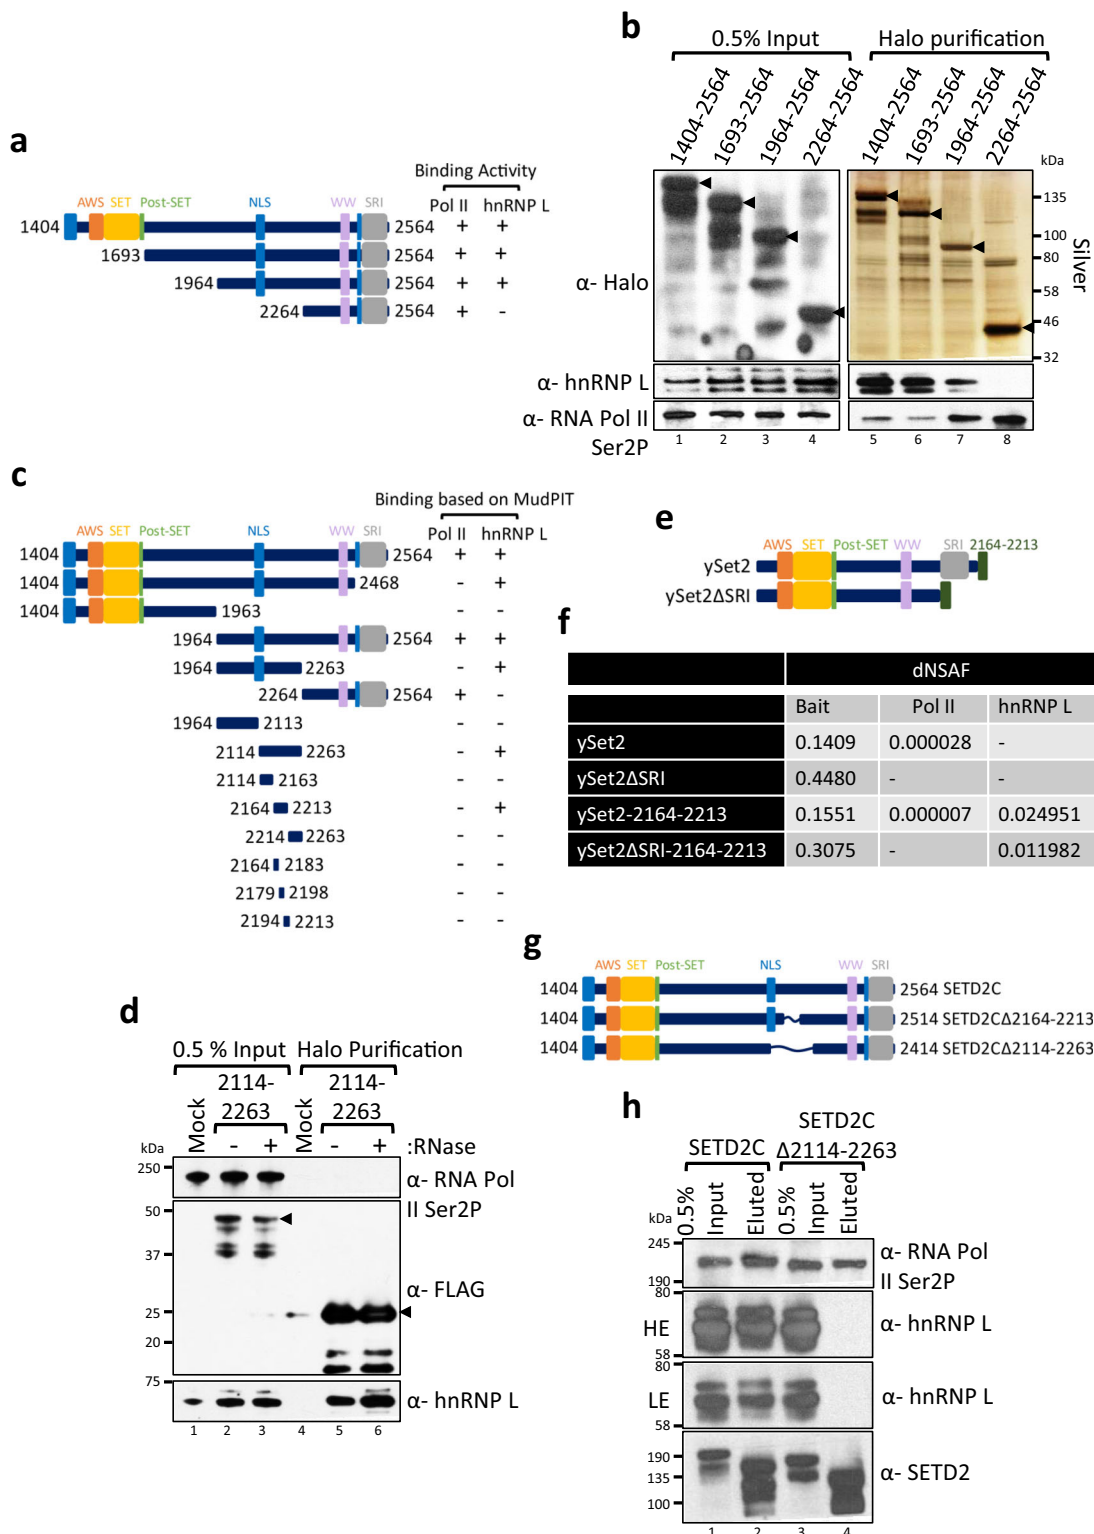 a
Binding Activity
Pol II hnRNP L
AWS SET Post-SET NLS WW SRI
1404 2564 + +
1693 2564 + +
1964 2564 + +
2264 2564 + -
b
0.5% Input Halo purification
1404-2564 1693-2564 1964-2564 2264-2564 1404-2564 1693-2564 1964-2564 2264-2564
kDa
135
100
80
58
46
32
α- Halo
Silver
α- hnRNP L
α- RNA Pol II
Ser2P
1 2 3 4 5 6 7 8
c
Binding based on MudPIT
Pol II hnRNP L
AWS SET Post-SET NLS WW SRI
1404 2564 + +
1404 2468 - +
1404 1963 - -
1964 2564 + +
1964 2263 - +
2264 2564 + -
1964 2113 - -
2114 2263 - +
2114 2163 - -
2164 2213 - +
2214 2263 - -
2164 2183 - -
2179 2198 - -
2194 2213 - -
d
0.5 % Input Halo Purification
Mock 2114-2263 Mock 2114-2263
- + - + :RNase
kDa
250
α- RNA Pol
II Ser2P
50
37
α- FLAG
25
20
75
α- hnRNP L
1 2 3 4 5 6
e
AWS SET Post-SET WW SRI 2164-2213
ySet2
ySet2ΔSRI
f
dNSAF
Bait Pol II hnRNP L
ySet2 0.1409 0.000028 -
ySet2ΔSRI 0.4480 - -
ySet2-2164-2213 0.1551 0.000007 0.024951
ySet2ΔSRI-2164-2213 0.3075 - 0.011982
g
AWS SET Post-SET NLS WW SRI
1404 2564 SETD2C
1404 2514 SETD2CΔ2164-2213
1404 2414 SETD2CΔ2114-2263
h
SETD2C
SETD2C
Δ2114-2263
0.5% Input Eluted 0.5% Input Eluted
kDa
245
190
α- RNA Pol
II Ser2P
80
HE α- hnRNP L
58
80
LE α- hnRNP L
58
190
135 α- SETD2
100
1 2 3 4